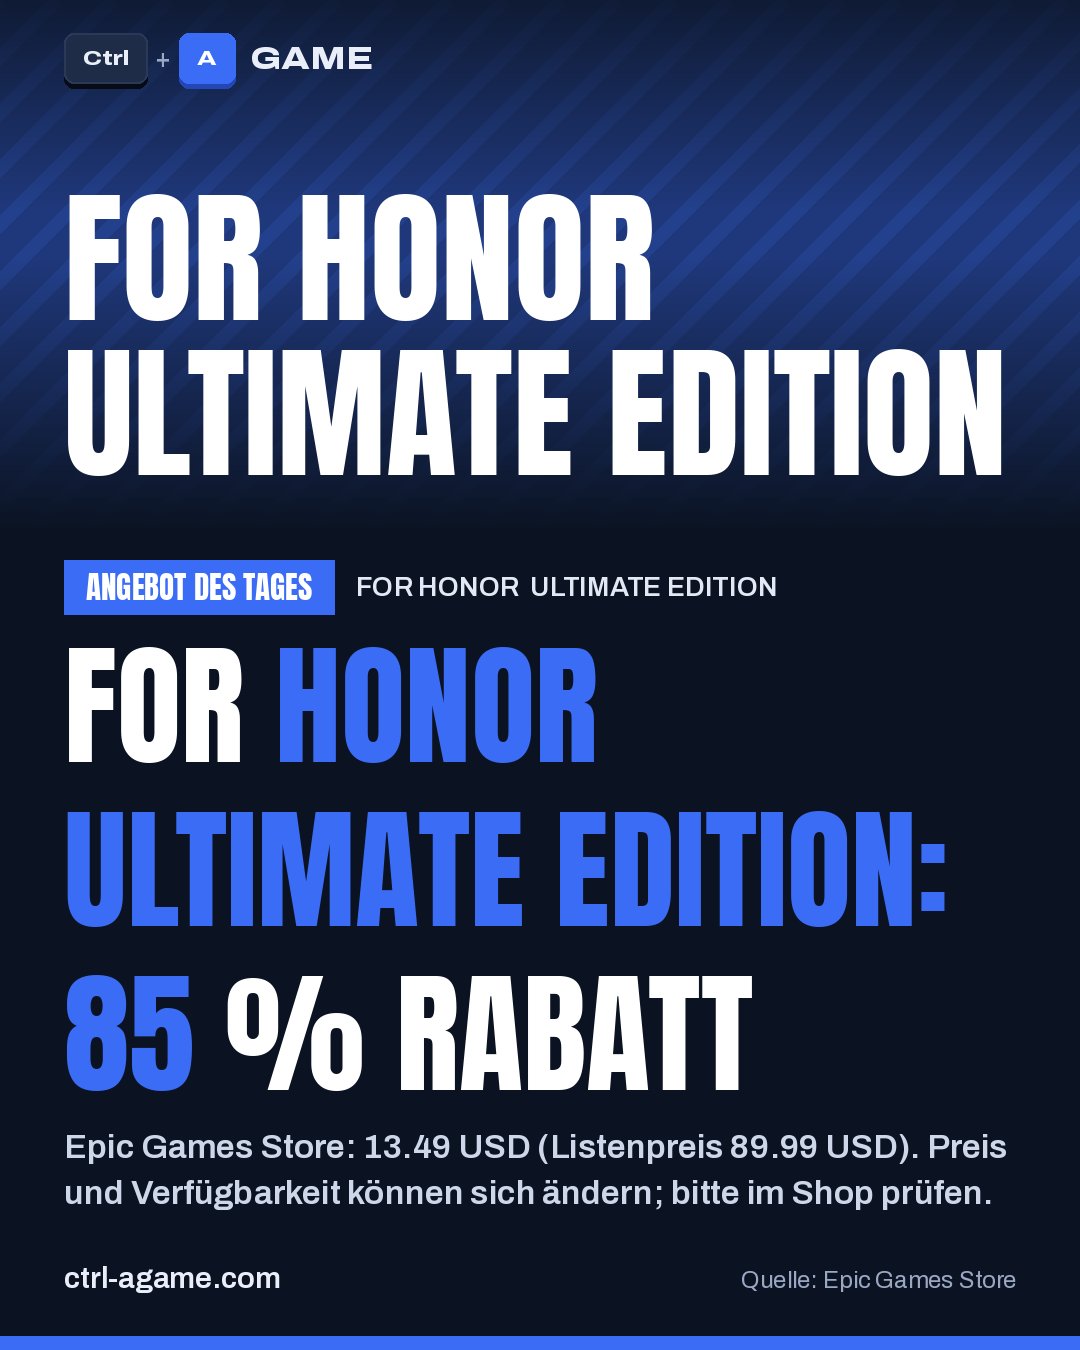 Ctrl + A GAME
FOR HONOR
ULTIMATE EDITION
ANGEBOT DES TAGES FOR HONOR ULTIMATE EDITION
FOR HONOR
ULTIMATE EDITION:
85 % RABATT
Epic Games Store: 13.49 USD (Listenpreis 89.99 USD). Preis
und Verfügbarkeit können sich ändern; bitte im Shop prüfen.
ctrl-agame.com Quelle: Epic Games Store